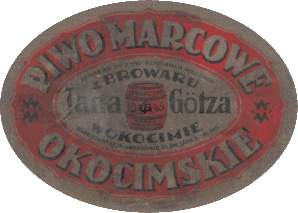 PIWO MARCOWE
Z BROWARU
Jana Götza
W OKOCIMIE
OKOCIMSKIE